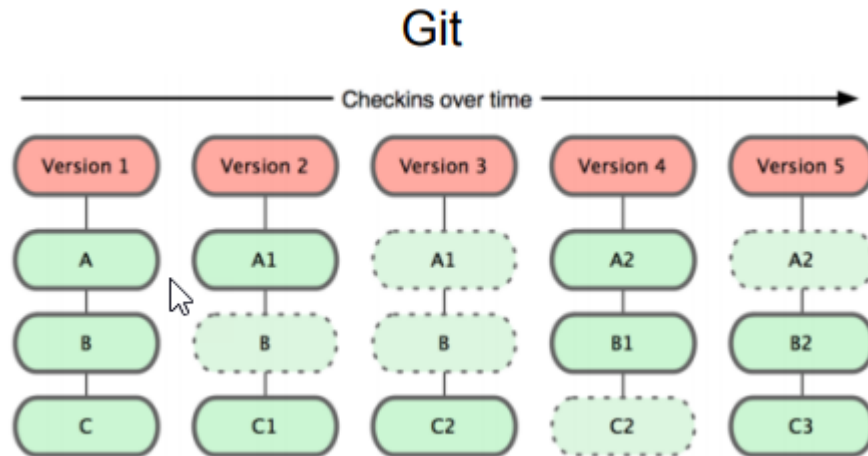 Git
Checkins over time
Version 1 Version 2 Version 3 Version 4 Version 5
A A1 A1 A2 A2
B B B B1 B2
C C1 C2 C2 C3